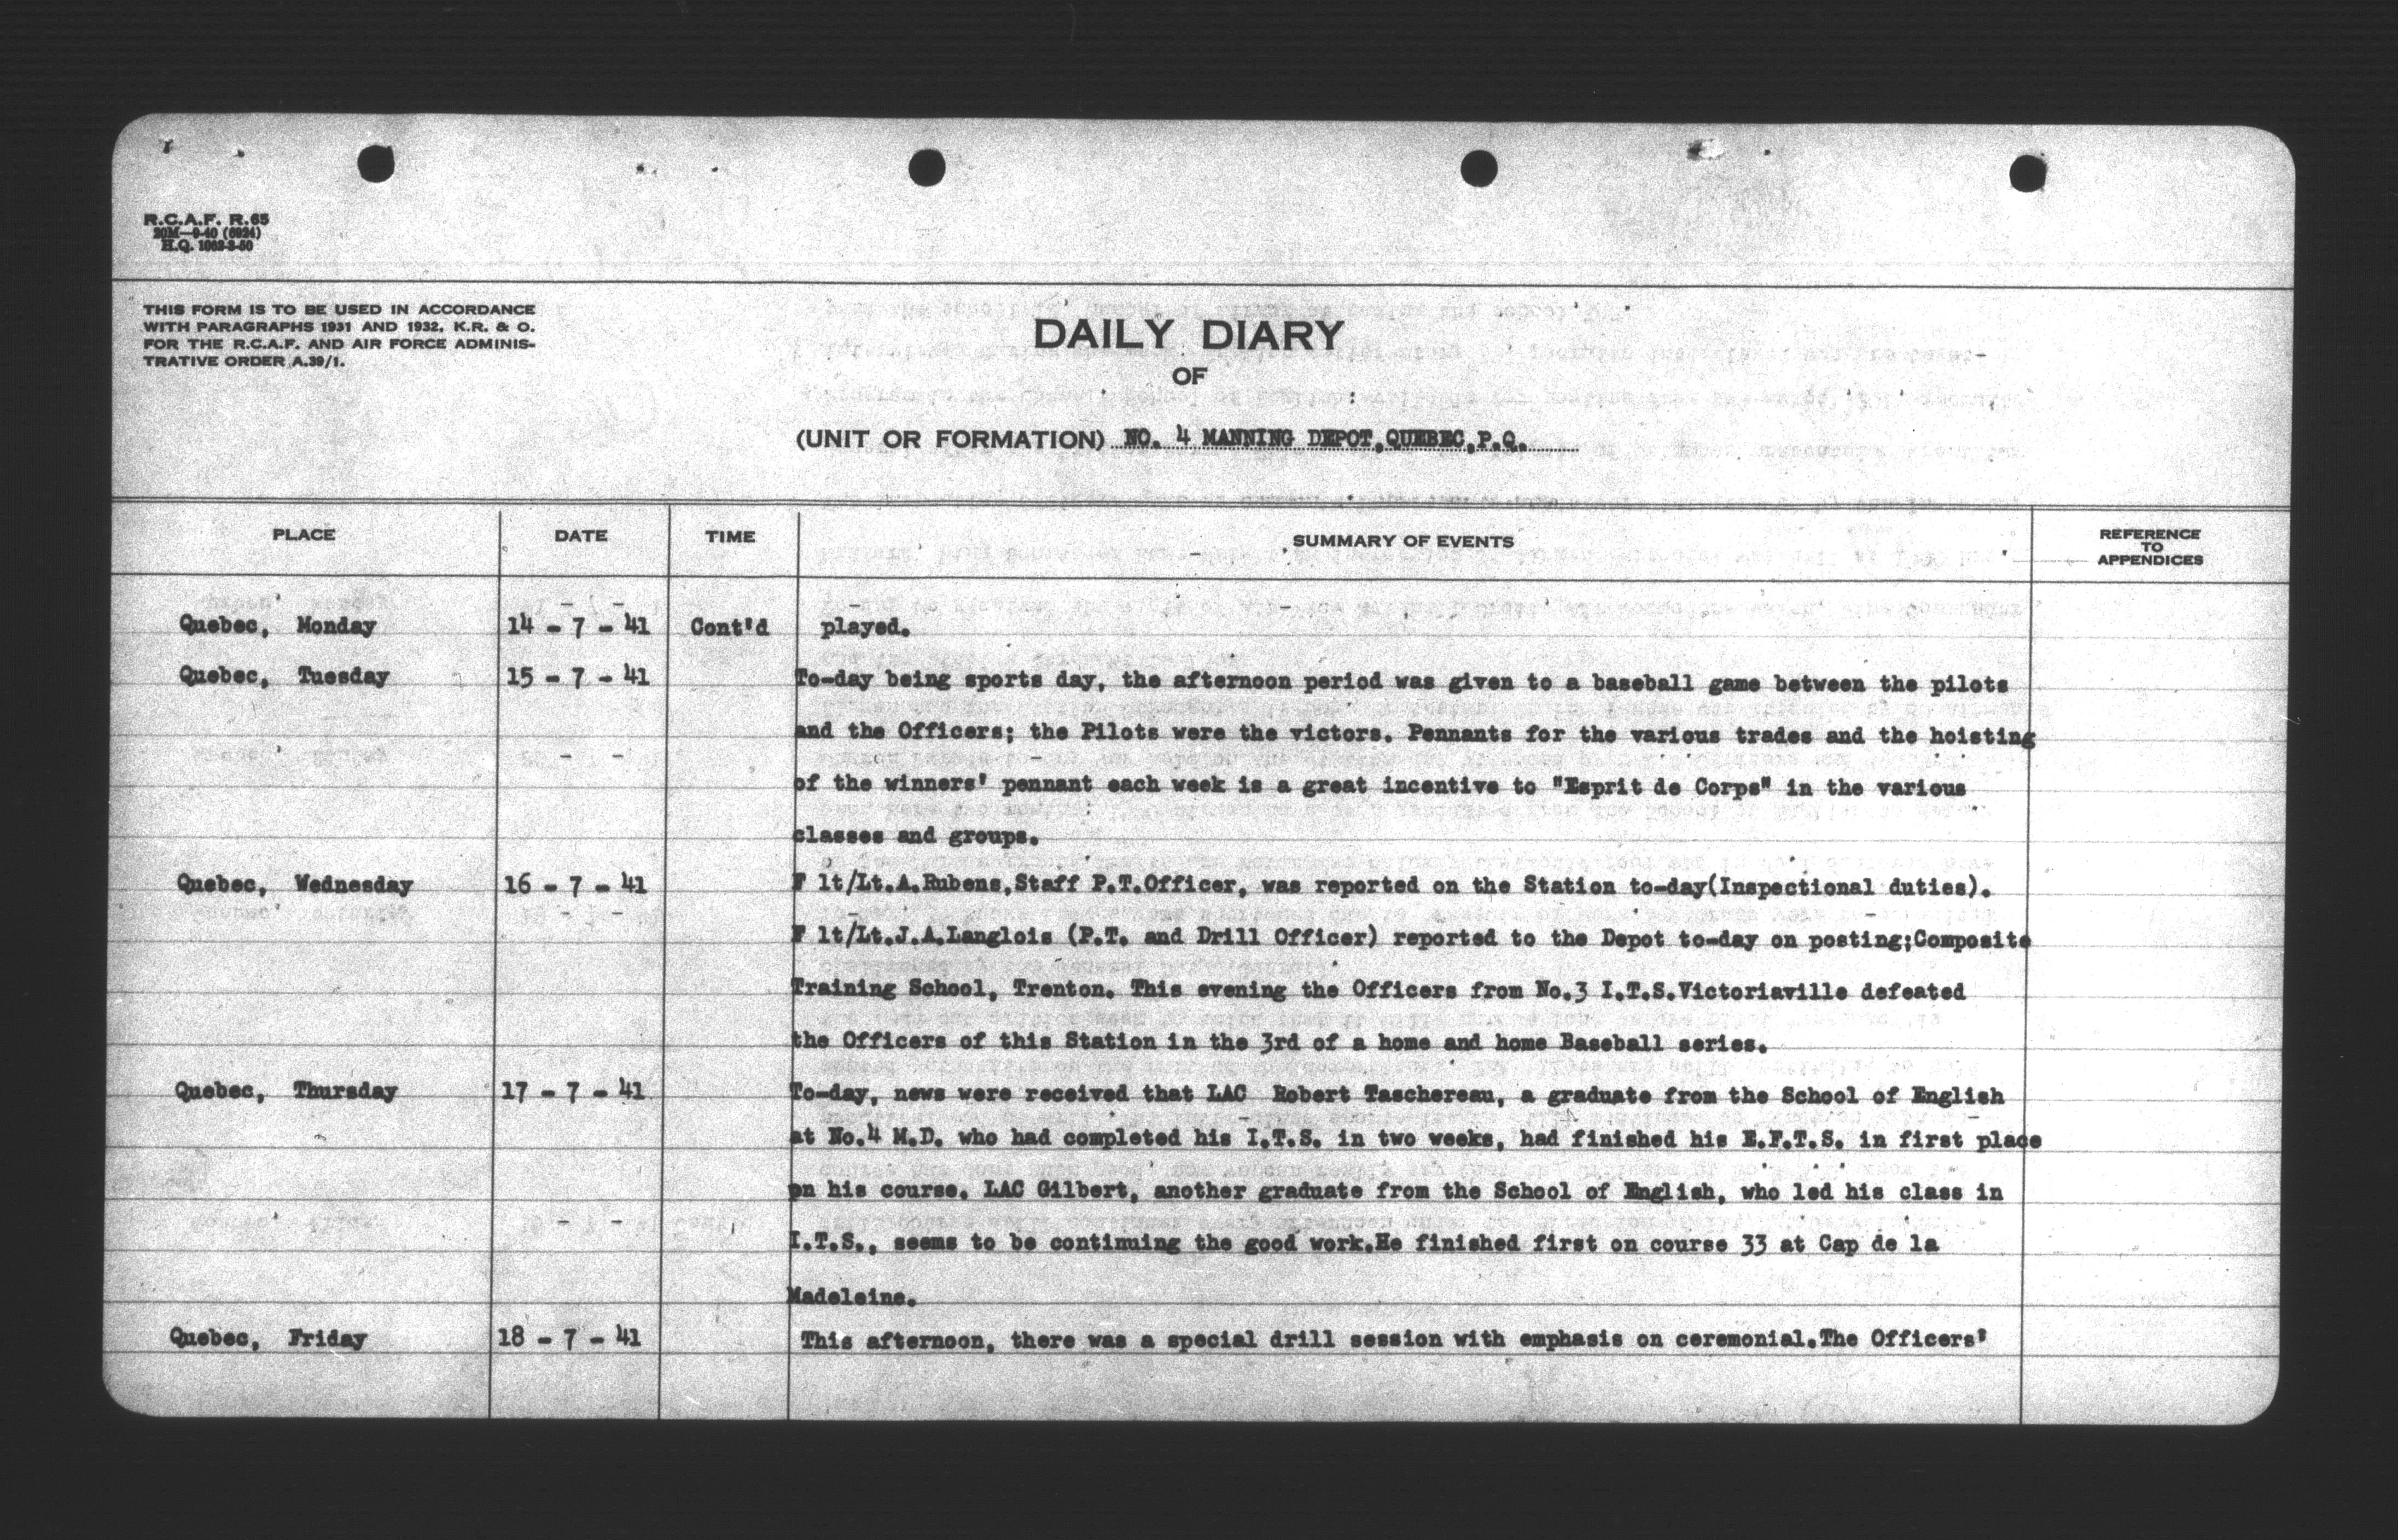 R.C.A.F. R.65
20M—9-40 (6924)
H.Q. 1062-3-50
THIS FORM IS TO BE USED IN ACCORDANCE
WITH PARAGRAPHS 1931 AND 1932, K.R. & O.
FOR THE R.C.A.F. AND AIR FORCE ADMINIS-
TRATIVE ORDER A.39/1.
DAILY DIARY
OF
(UNIT OR FORMATION) NO. 4 MANNING DEPOT,QUEBEC,P.Q.
PLACE DATE TIME SUMMARY OF EVENTS REFERENCE
TO
APPENDICES
Quebec, Monday 14 - 7 - 41 Cont'd played.
Quebec, Tuesday 15 - 7 - 41 To-day being sports day, the afternoon period was given to a baseball game between the pilots
and the Officers; the Pilots were the victors. Pennants for the various trades and the hoisting
of the winners' pennant each week is a great incentive to "Esprit de Corps" in the various
classes and groups.
Quebec, Wednesday 16 - 7 - 41 F lt/Lt.A.Rubens,Staff P.T.Officer, was reported on the Station to-day(Inspectional duties).
F lt/Lt.J.A.Langlois (P.T. and Drill Officer) reported to the Depot to-day on posting;Composite
Training School, Trenton. This evening the Officers from No.3 I.T.S.Victoriaville defeated
the Officers of this Station in the 3rd of a home and home Baseball series.
Quebec, Thursday 17 - 7 - 41 To-day, news were received that LAC Robert Taschereau, a graduate from the School of English
at No.4 M.D. who had completed his I.T.S. in two weeks, had finished his E.F.T.S. in first place
on his course. LAC Gilbert, another graduate from the School of English, who led his class in
I.T.S., seems to be continuing the good work.He finished first on course 33 at Cap de la
Madeleine.
Quebec, Friday 18 - 7 - 41 This afternoon, there was a special drill session with emphasis on ceremonial.The Officers'